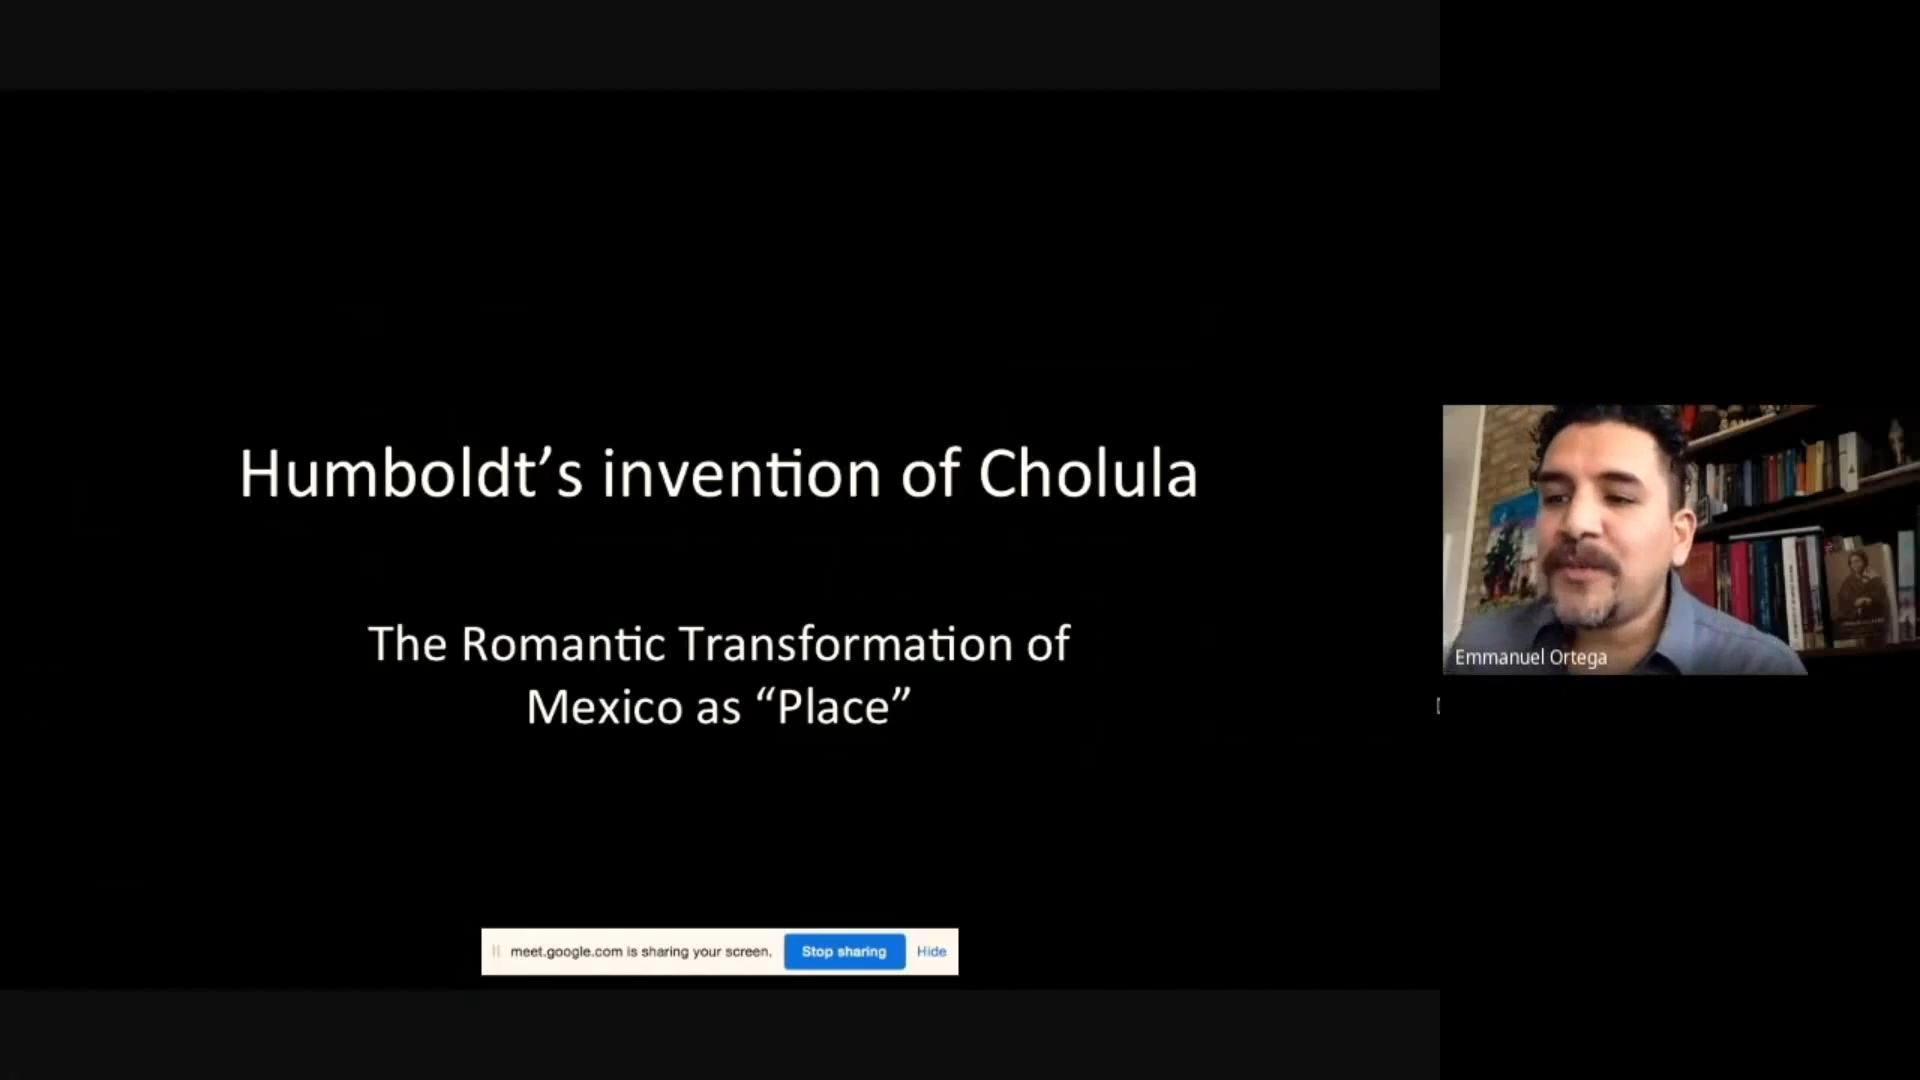 Humboldt’s invention of Cholula
The Romantic Transformation of
Mexico as “Place”
Emmanuel Ortega
meet.google.com is sharing your screen. Stop sharing Hide